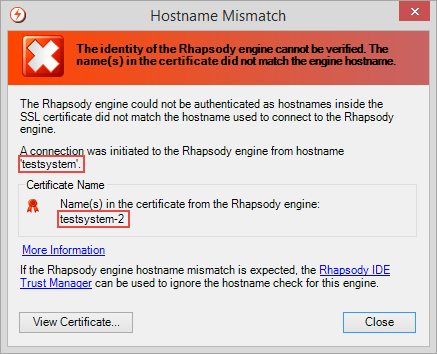 Hostname Mismatch
The identity of the Rhapsody engine cannot be verified. The
name(s) in the certificate did not match the engine hostname.
The Rhapsody engine could not be authenticated as hostnames inside the
SSL certificate did not match the hostname used to connect to the Rhapsody
engine.
A connection was initiated to the Rhapsody engine from hostname
'testsystem'.
Certificate Name
Name(s) in the certificate from the Rhapsody engine:
testsystem-2
More Information
If the Rhapsody engine hostname mismatch is expected, the Rhapsody IDE
Trust Manager can be used to ignore the hostname check for this engine.
View Certificate...
Close